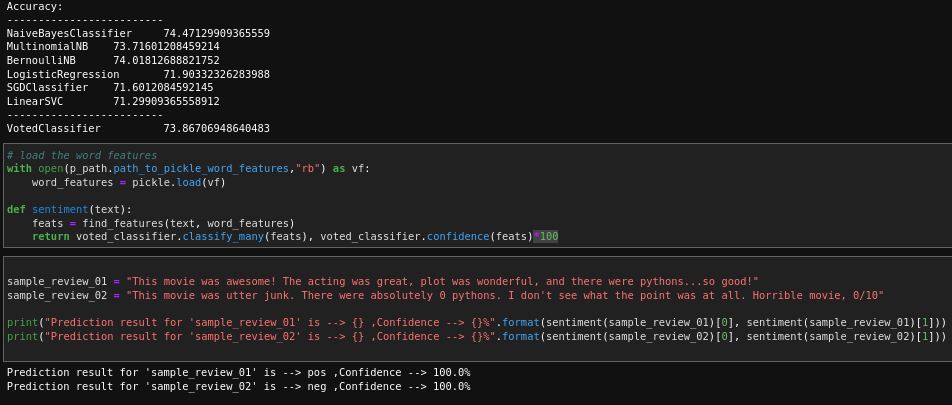 Accuracy:
-------------------------
NaiveBayesClassifier     74.47129909365559
MultinomialNB    73.71601208459214
BernoulliNB      74.01812688821752
LogisticRegression       71.90332326283988
SGDClassifier    71.6012084592145
LinearSVC        71.29909365558912
-------------------------
VotedClassifier          73.86706948640483
# load the word features
with open(p_path.path_to_pickle_word_features,"rb") as vf:
    word_features = pickle.load(vf)
def sentiment(text):
    feats = find_features(text, word_features)
    return voted_classifier.classify_many(feats), voted_classifier.confidence(feats)*100
sample_review_01 = "This movie was awesome! The acting was great, plot was wonderful, and there were pythons...so good!"
sample_review_02 = "This movie was utter junk. There were absolutely 0 pythons. I don't see what the point was at all. Horrible movie, 0/10"
print("Prediction result for 'sample_review_01' is --> {} ,Confidence --> {}%".format(sentiment(sample_review_01)[0], sentiment(sample_review_01)[1]))
print("Prediction result for 'sample_review_02' is --> {} ,Confidence --> {}%".format(sentiment(sample_review_02)[0], sentiment(sample_review_02)[1]))
Prediction result for 'sample_review_01' is --> pos ,Confidence --> 100.0%
Prediction result for 'sample_review_02' is --> neg ,Confidence --> 100.0%